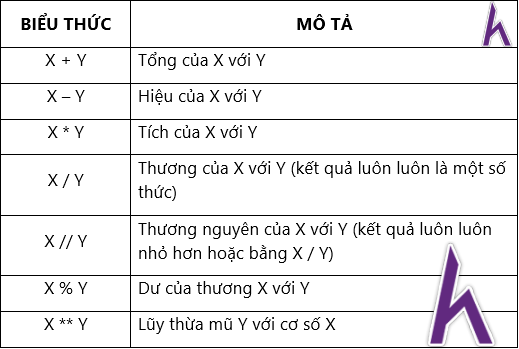 BIỂU THỨC MÔ TẢ
X + Y Tổng của X với Y
X – Y Hiệu của X với Y
X * Y Tích của X với Y
X / Y Thương của X với Y (kết quả luôn luôn là một số
thức)
X // Y Thương nguyên của X với Y (kết quả luôn luôn
nhỏ hơn hoặc bằng X / Y)
X % Y Dư của thương X với Y
X ** Y Lũy thừa mũ Y với cơ số X